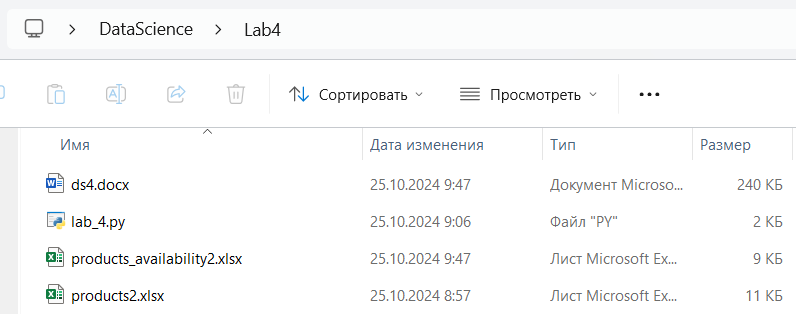 DataScience > Lab4
Сортировать Просмотреть
Имя Дата изменения Тип Размер
ds4.docx 25.10.2024 9:47 Документ Microso... 240 КБ
lab_4.py 25.10.2024 9:06 Файл "PY" 2 КБ
products_availability2.xlsx 25.10.2024 9:47 Лист Microsoft Ex... 9 КБ
products2.xlsx 25.10.2024 8:57 Лист Microsoft Ex... 11 КБ